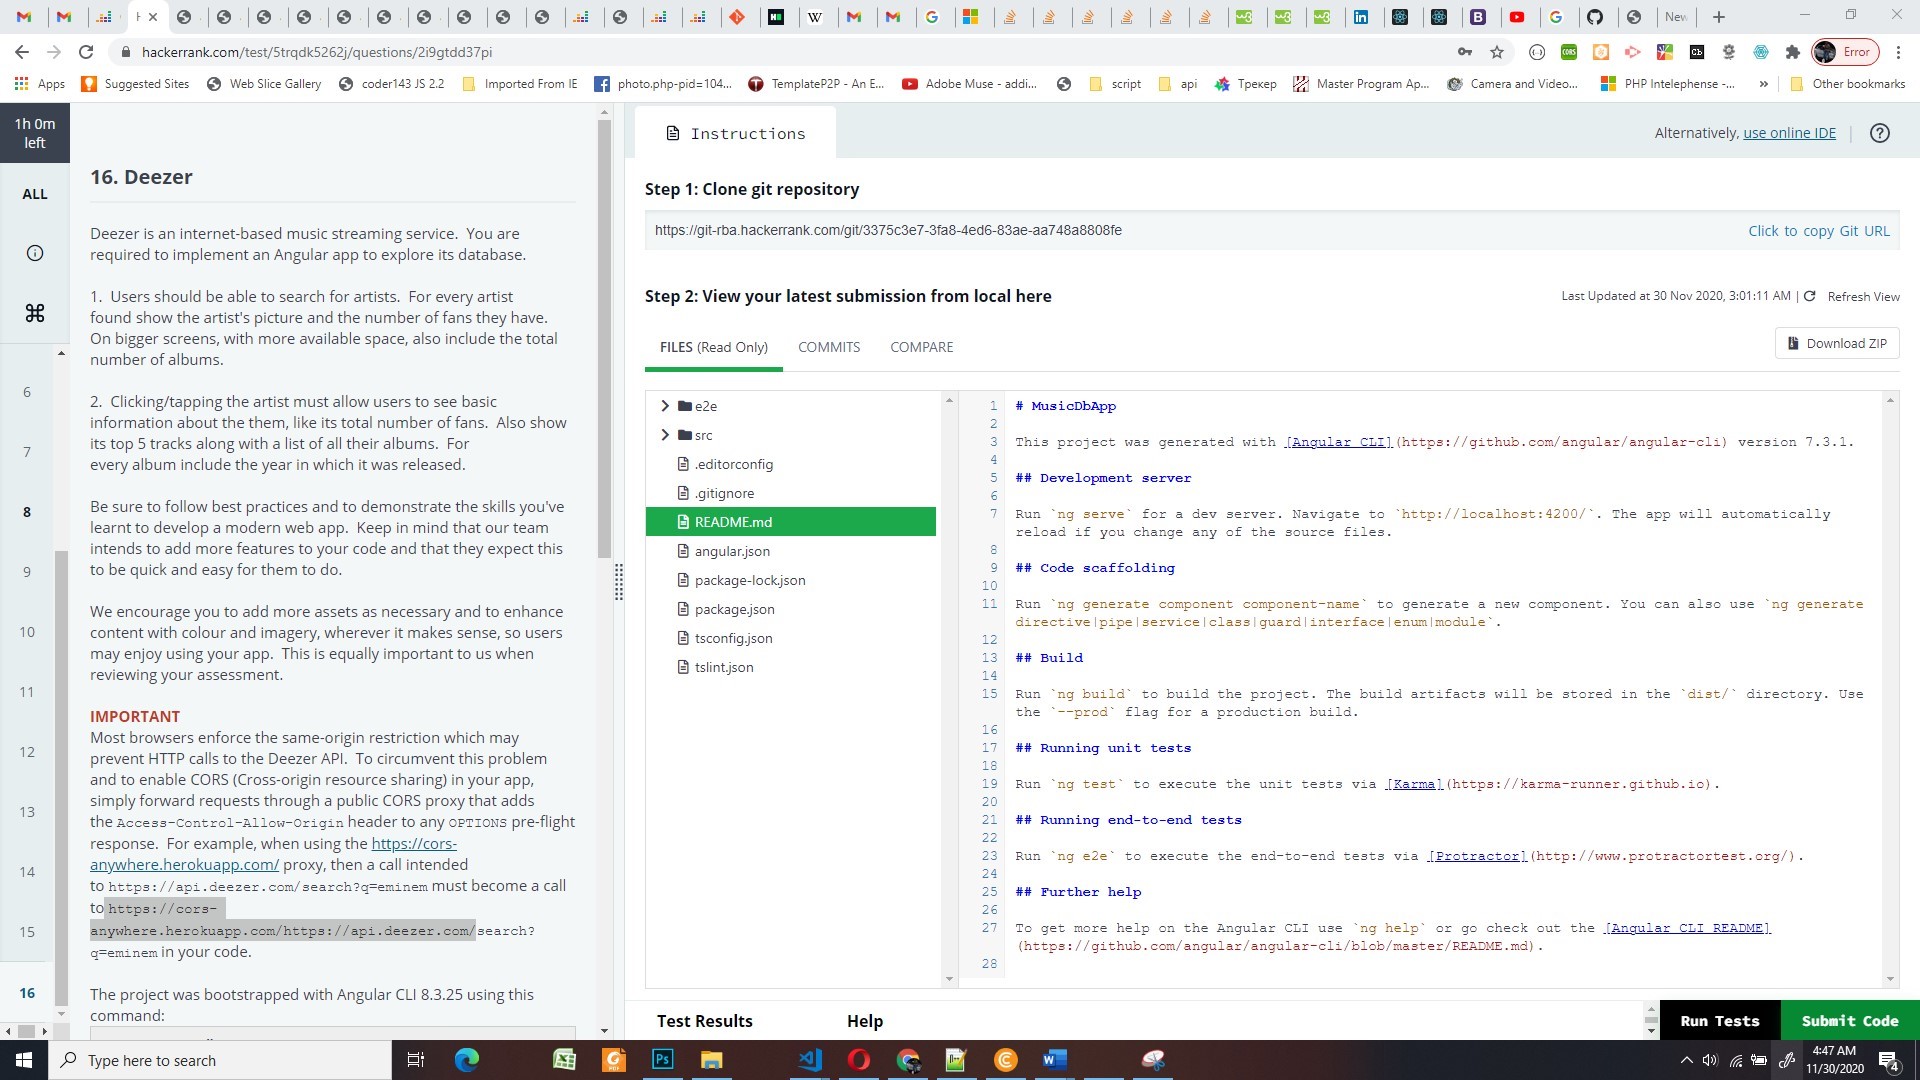 New
hackerrank.com/test/5trqdk5262j/questions/2i9gtdd37pi
Error
Apps
Suggested Sites
Web Slice Gallery
coder143 JS 2.2
Imported From IE
photo.php-pid=104...
TemplateP2P - An E...
Adobe Muse - addi...
script
api
Трекер
Master Program Ap...
Camera and Video...
PHP Intelephense -...
»
Other bookmarks
1h 0m
left
ALL
6
7
8
9
10
11
12
13
14
15
16
16. Deezer
Deezer is an internet-based music streaming service. You are
required to implement an Angular app to explore its database.
1. Users should be able to search for artists. For every artist
found show the artist's picture and the number of fans they have.
On bigger screens, with more available space, also include the total
number of albums.
2. Clicking/tapping the artist must allow users to see basic
information about the them, like its total number of fans. Also show
its top 5 tracks along with a list of all their albums. For
every album include the year in which it was released.
Be sure to follow best practices and to demonstrate the skills you've
learnt to develop a modern web app. Keep in mind that our team
intends to add more features to your code and that they expect this
to be quick and easy for them to do.
We encourage you to add more assets as necessary and to enhance
content with colour and imagery, wherever it makes sense, so users
may enjoy using your app. This is equally important to us when
reviewing your assessment.
IMPORTANT
Most browsers enforce the same-origin restriction which may
prevent HTTP calls to the Deezer API. To circumvent this problem
and to enable CORS (Cross-origin resource sharing) in your app,
simply forward requests through a public CORS proxy that adds
the Access-Control-Allow-Origin header to any OPTIONS pre-flight
response. For example, when using the https://cors-
anywhere.herokuapp.com/ proxy, then a call intended
to https://api.deezer.com/search?q=eminem must become a call
to https://cors-
anywhere.herokuapp.com/https://api.deezer.com/search?
q=eminem in your code.
The project was bootstrapped with Angular CLI 8.3.25 using this
command:
Instructions
Alternatively, use online IDE
Step 1: Clone git repository
https://git-rba.hackerrank.com/git/3375c3e7-3fa8-4ed6-83ae-aa748a8808fe
Click to copy Git URL
Step 2: View your latest submission from local here
Last Updated at 30 Nov 2020, 3:01:11 AM | Refresh View
FILES (Read Only)
COMMITS
COMPARE
Download ZIP
e2e
src
.editorconfig
.gitignore
README.md
angular.json
package-lock.json
package.json
tsconfig.json
tslint.json
1 # MusicDbApp
2
3 This project was generated with [Angular CLI](https://github.com/angular/angular-cli) version 7.3.1.
4
5 ## Development server
6
7 Run `ng serve` for a dev server. Navigate to `http://localhost:4200/`. The app will automatically
reload if you change any of the source files.
8
9 ## Code scaffolding
10
11 Run `ng generate component component-name` to generate a new component. You can also use `ng generate
directive|pipe|service|class|guard|interface|enum|module`.
12
13 ## Build
14
15 Run `ng build` to build the project. The build artifacts will be stored in the `dist/` directory. Use
the `--prod` flag for a production build.
16
17 ## Running unit tests
18
19 Run `ng test` to execute the unit tests via [Karma](https://karma-runner.github.io).
20
21 ## Running end-to-end tests
22
23 Run `ng e2e` to execute the end-to-end tests via [Protractor](http://www.protractortest.org/).
24
25 ## Further help
26
27 To get more help on the Angular CLI use `ng help` or go check out the [Angular CLI README]
(https://github.com/angular/angular-cli/blob/master/README.md).
28
Test Results
Help
Run Tests
Submit Code
Type here to search
4:47 AM
11/30/2020
4